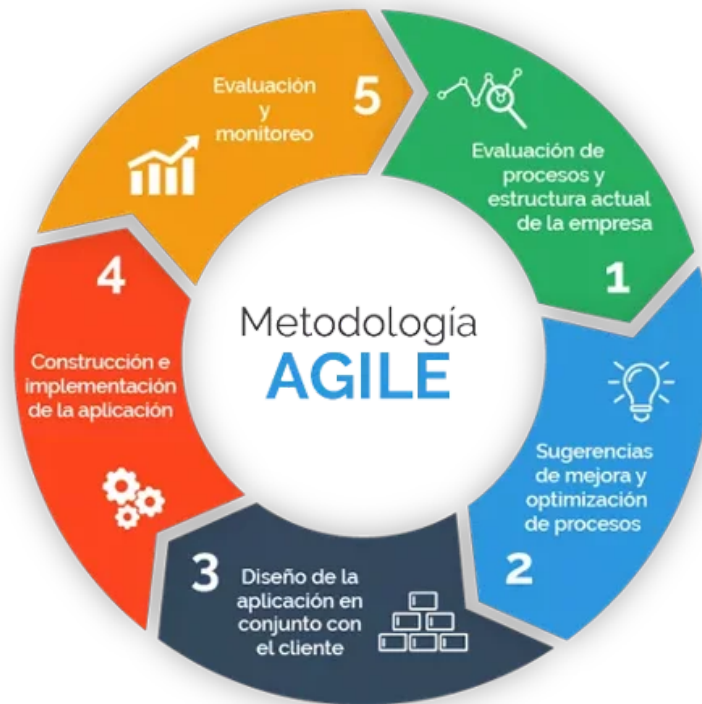 Metodología
AGILE
Evaluación de
procesos y
estructura actual
de la empresa
1
Sugerencias
de mejora y
optimización
de procesos
2
3
Diseño de la
aplicación en
conjunto con
el cliente
4
Construcción e
implementación
de la aplicación
Evaluación
y
monitoreo
5